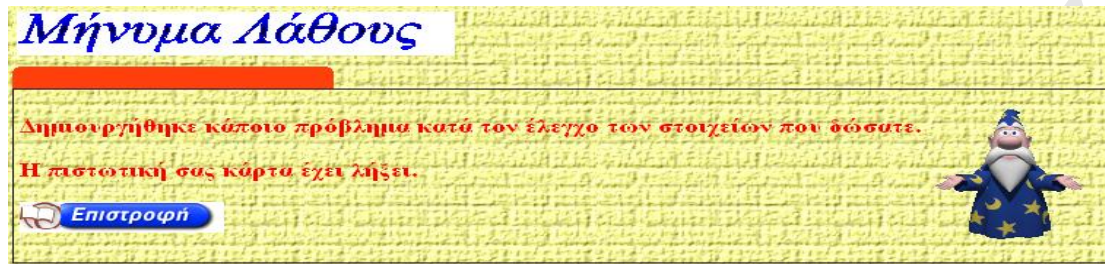 Μήνυμα Λάθους
Δημιουργήθηκε κάποιο πρόβλημα κατά τον έλεγχο των στοιχείων που δώσατε.
Η πιστωτική σας κάρτα έχει λήξει.
Επιστροφή